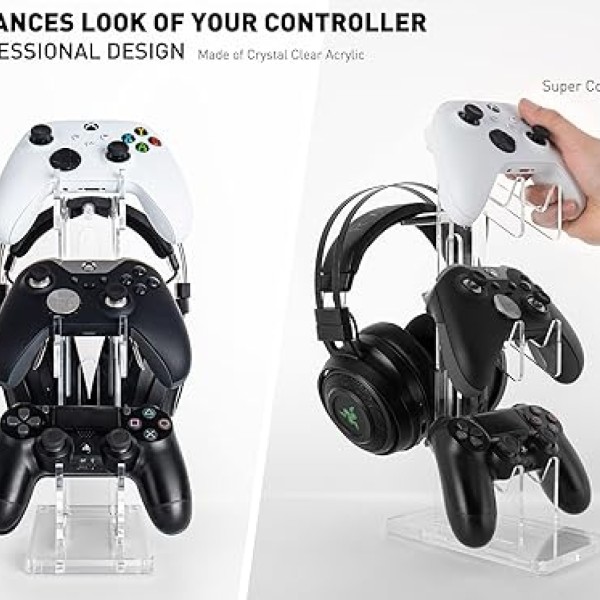 ANCES LOOK OF YOUR CONTROLLER
ESSIONAL DESIGN Made of Crystal Clear Acrylic
Super Co